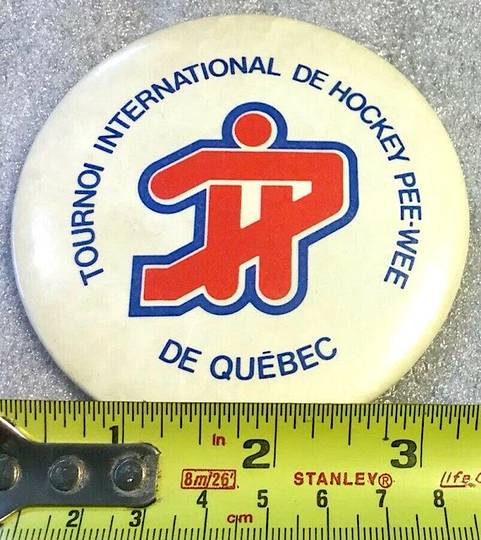 TOURNOI INTERNATIONAL DE HOCKEY PEE-WEE
DE QUÉBEC
1 2 3
In
8m/26' STANLEY®
2 3 4 5 6 7 8
cm